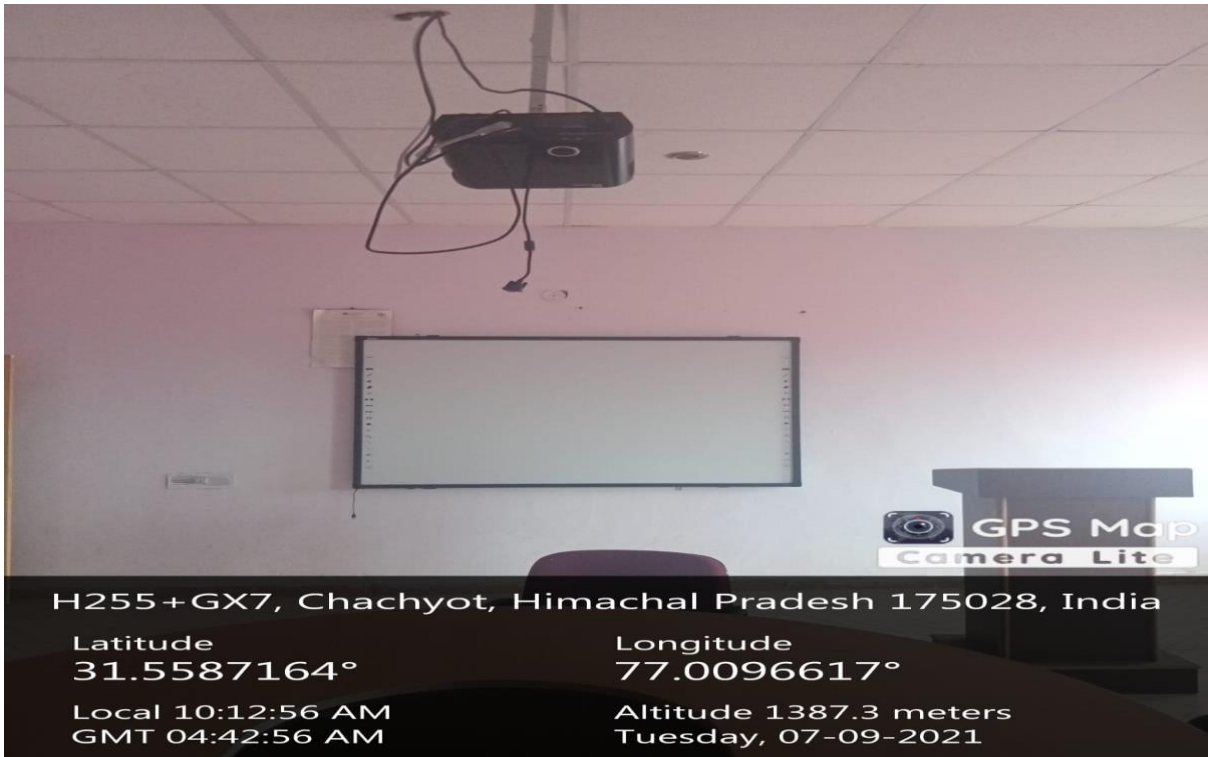 GPS Map
Camera Lite
H255+GX7, Chachyot, Himachal Pradesh 175028, India
Latitude
31.5587164°
Longitude
77.0096617°
Local 10:12:56 AM
GMT 04:42:56 AM
Altitude 1387.3 meters
Tuesday, 07-09-2021